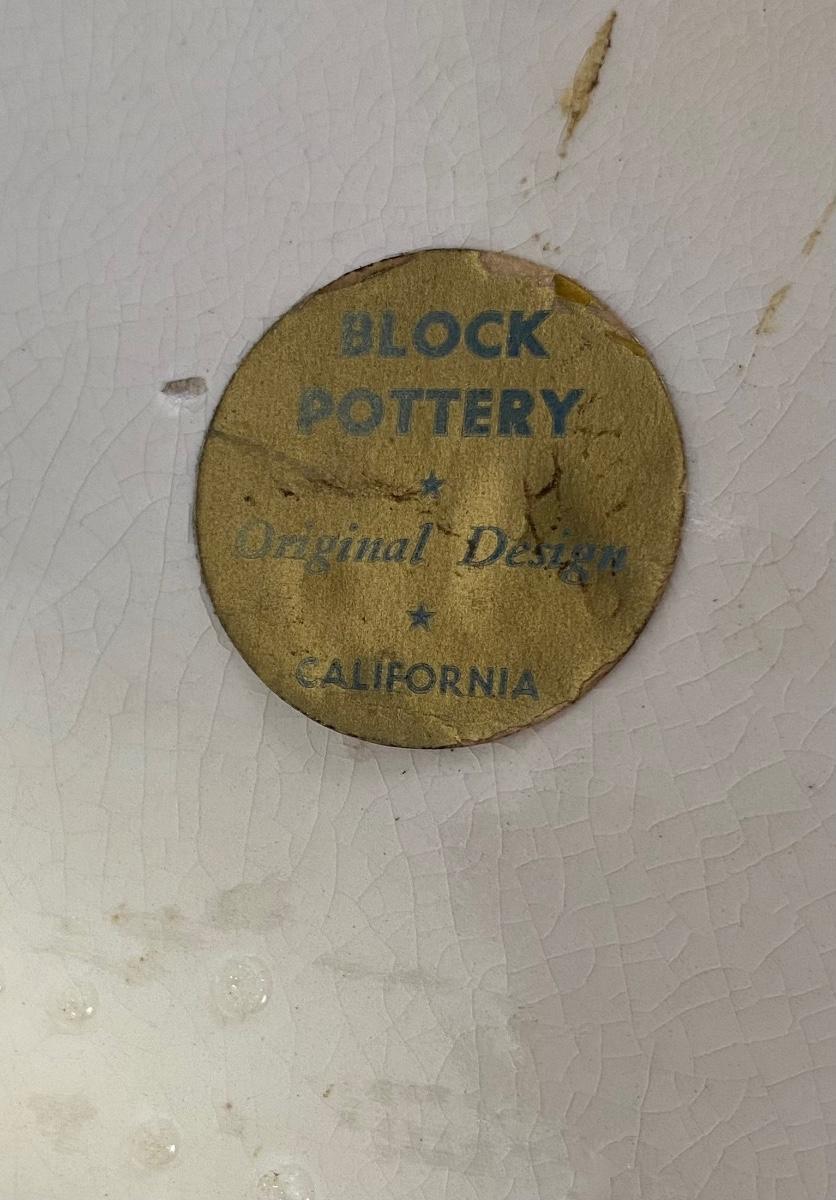 BLOCK
POTTERY
★
Original Design
★
CALIFORNIA